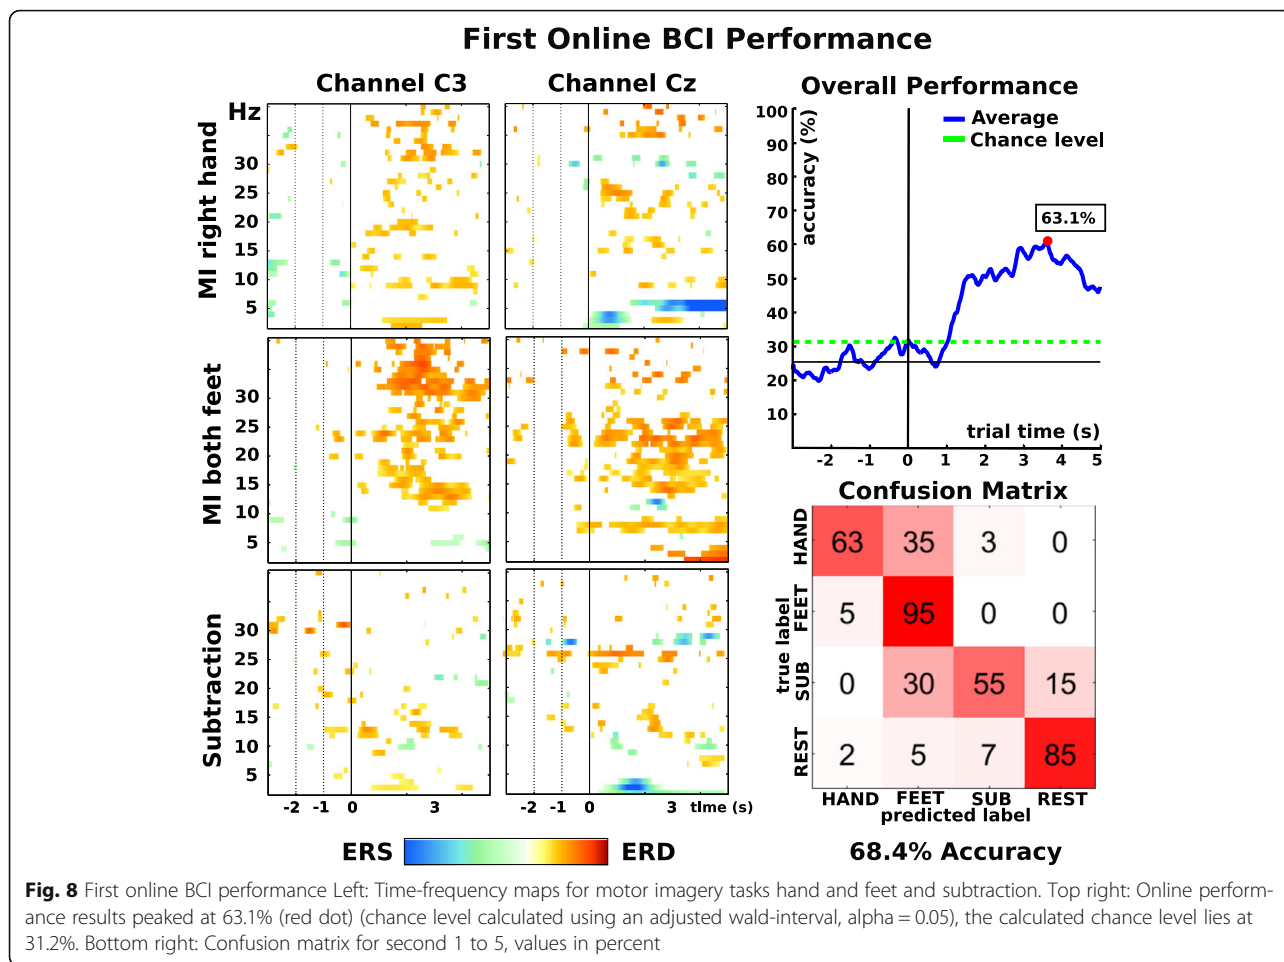 First Online BCI Performance
Channel C3
Channel Cz
Overall Performance
Hz
MI right hand
30
25
20
15
10
5
MI both feet
30
25
20
15
10
5
Subtraction
30
25
20
15
10
5
-2 -1 0 3
-2 -1 0 3 tIme (s)
ERS
ERD
100
90
80
70
60
50
40
30
20
10
accuracy (%)
Average
Chance level
63.1%
trial time (s)
-2 -1 0 1 2 3 4 5
Confusion Matrix
true label
HAND
63 35 3 0
FEET
5 95 0 0
SUB
0 30 55 15
REST
2 5 7 85
HAND FEET SUB REST
predicted label
68.4% Accuracy
Fig. 8 First online BCI performance Left: Time-frequency maps for motor imagery tasks hand and feet and subtraction. Top right: Online perform-
ance results peaked at 63.1% (red dot) (chance level calculated using an adjusted wald-interval, alpha = 0.05), the calculated chance level lies at
31.2%. Bottom right: Confusion matrix for second 1 to 5, values in percent